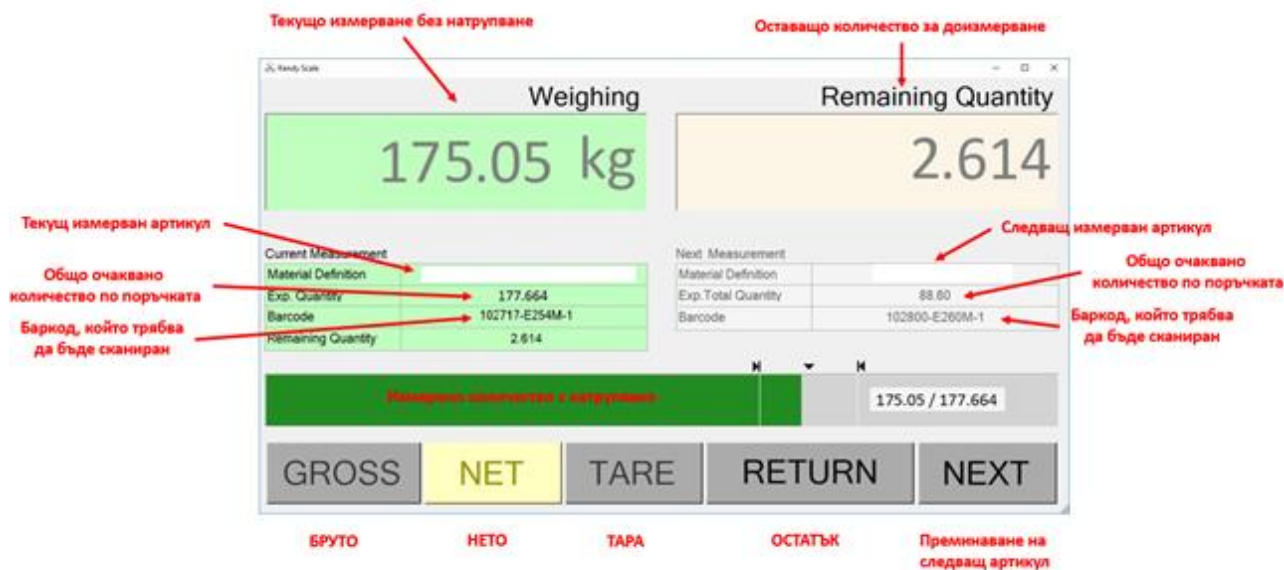 Текущо измерване без натрупване
Оставащо количество за доизмерване
Handy Scale
Weighing
Remaining Quantity
175.05 kg
2.614
Текущ измерван артикул
Следващ измерван артикул
Current Measurement
Next Measurement
Material Definition
Material Definition
Общо очаквано
количество по поръчката
Exp. Quantity
177.664
Exp.Total Quantity
88.60
Общо очаквано
количество по поръчката
Баркод, който трябва
да бъде сканиран
Barcode
102717-E254M-1
Barcode
102800-E260M-1
Баркод, който трябва
да бъде сканиран
Remaining Quantity
2.614
Измерено количество с натрупване
175.05 / 177.664
GROSS
NET
TARE
RETURN
NEXT
БРУТО
НЕТО
ТАРА
ОСТАТЪК
Преминаване на
следващ артикул